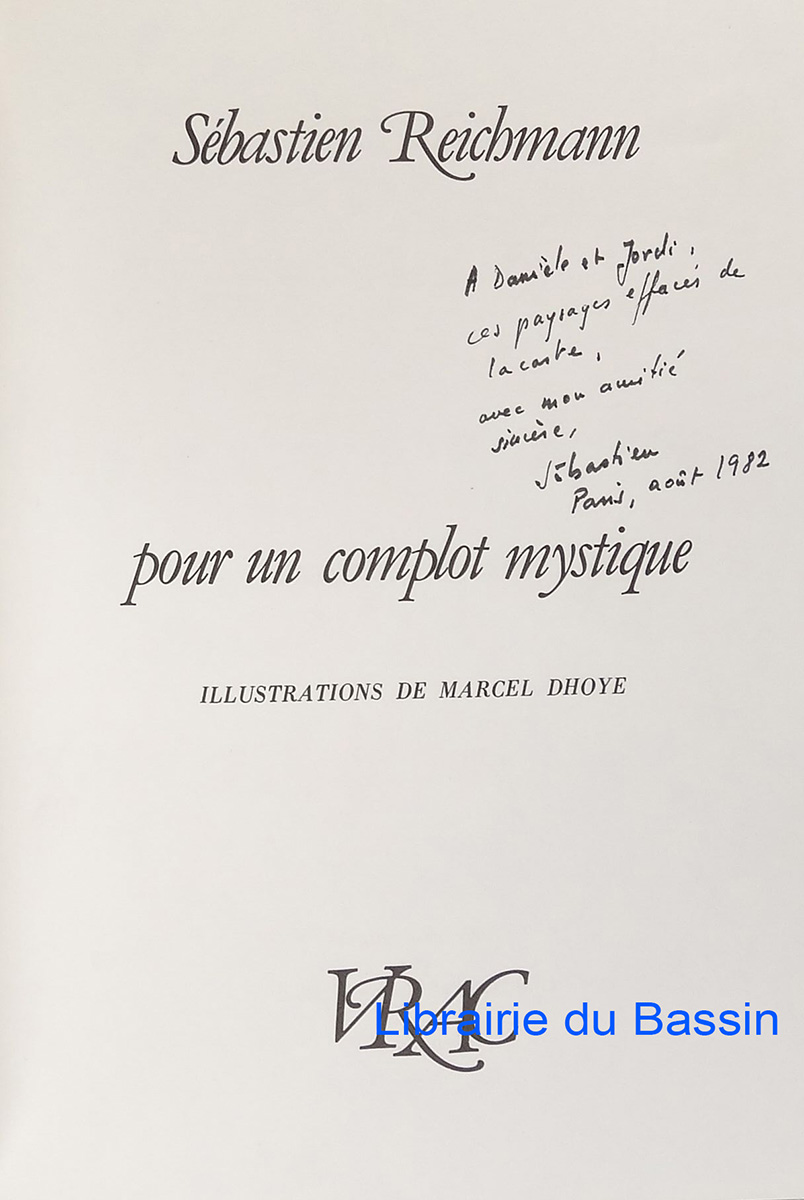 Sébastien Reichmann
A Danièle et Jordi,
ces paysages effacés de
la carte,
avec mon amitié
sincère,
Sébastien
Paris, août 1982
pour un complot mystique
ILLUSTRATIONS DE MARCEL DHOYE
VRAC
Librairie du Bassin